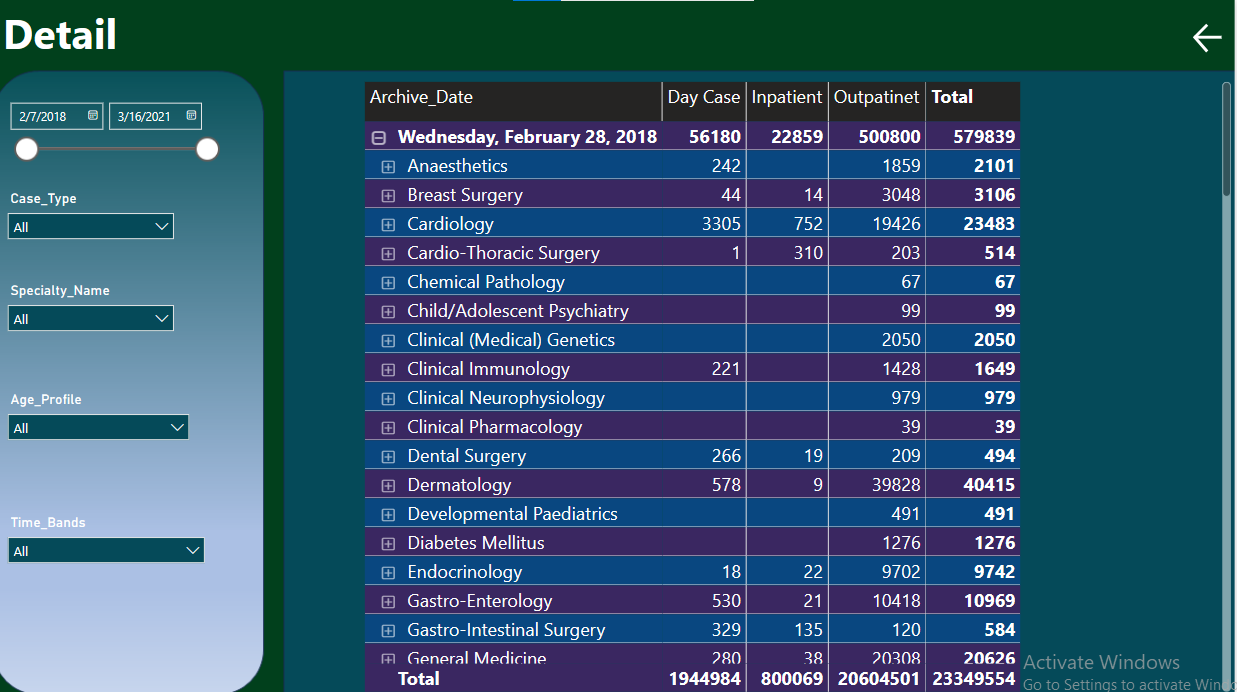 Detail
2/7/2018 3/16/2021
Case_Type
All
Specialty_Name
All
Age_Profile
All
Time_Bands
All
Archive_Date Day Case Inpatient Outpatinet Total
Wednesday, February 28, 2018 56180 22859 500800 579839
Anaesthetics 242 1859 2101
Breast Surgery 44 14 3048 3106
Cardiology 3305 752 19426 23483
Cardio-Thoracic Surgery 1 310 203 514
Chemical Pathology 67 67
Child/Adolescent Psychiatry 99 99
Clinical (Medical) Genetics 2050 2050
Clinical Immunology 221 1428 1649
Clinical Neurophysiology 979 979
Clinical Pharmacology 39 39
Dental Surgery 266 19 209 494
Dermatology 578 9 39828 40415
Developmental Paediatrics 491 491
Diabetes Mellitus 1276 1276
Endocrinology 18 22 9702 9742
Gastro-Enterology 530 21 10418 10969
Gastro-Intestinal Surgery 329 135 120 584
General Medicine 280 38 20308 20626
Total 1944984 800069 20604501 23349554
Activate Windows
Go to Settings to activate Windo